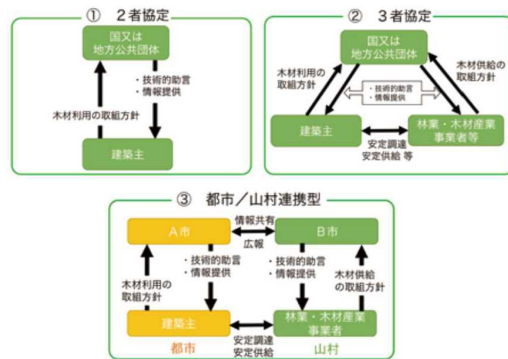 ① 2者協定
国又は
地方公共団体
・技術的助言
・情報提供
木材利用の取組方針
建築主
② 3者協定
国又は
地方公共団体
木材利用の
取組方針
木材供給の
取組方針
・技術的助言
・情報提供
建築主
林業・木材産業
事業者等
安定調達
安定供給 等
③ 都市／山村連携型
A市
情報共有
広報
B市
木材利用の
取組方針
・技術的助言
・情報提供
・技術的助言
・情報提供
木材供給
の取組方針
建築主
林業・木材産業
事業者
安定調達
安定供給
都市
山村